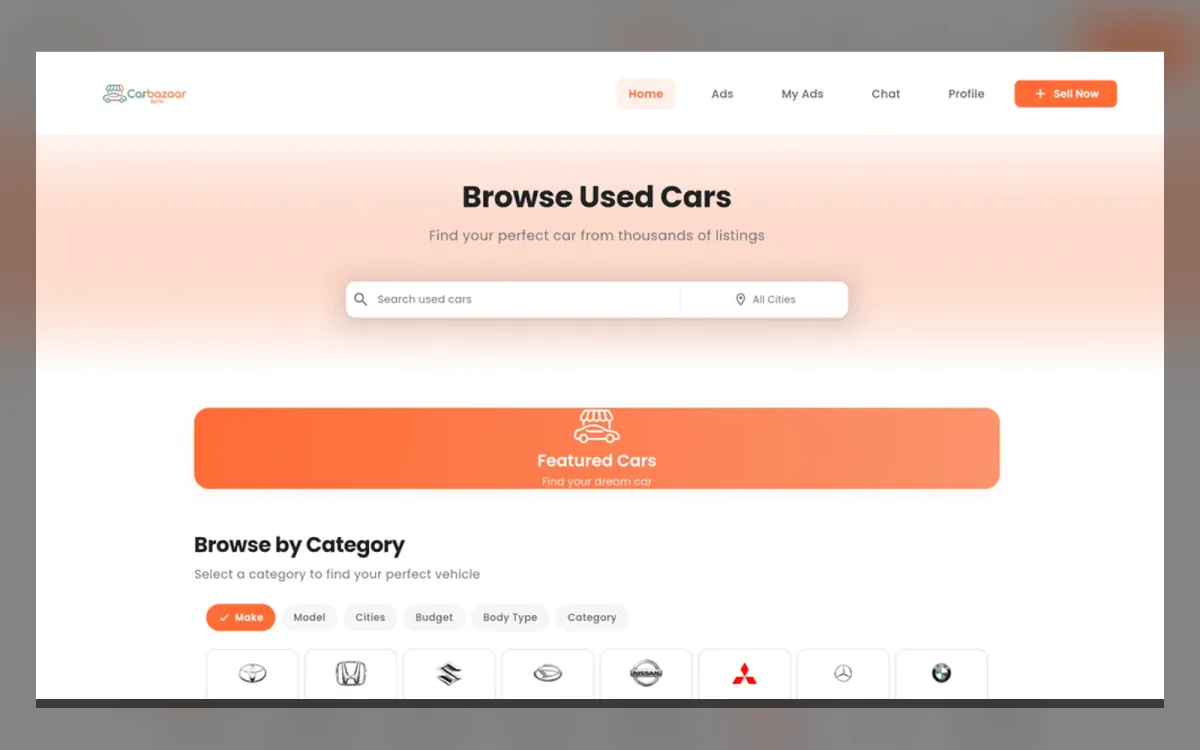 Carbazaar
Home
Ads
My Ads
Chat
Profile
+ Sell Now
Browse Used Cars
Find your perfect car from thousands of listings
Search used cars
All Cities
Featured Cars
Find your dream car
Browse by Category
Select a category to find your perfect vehicle
Make
Model
Cities
Budget
Body Type
Category
NISSAN